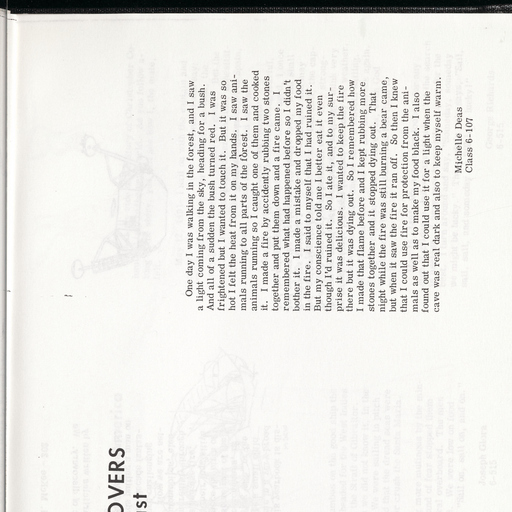 OVERS
st
One day I was walking in the forest, and I saw
a light coming from the sky, heading for a bush.
And all of a sudden the bush turned red. I was
frightened but I wanted to touch it. But it was so
hot I felt the heat from it on my hands. I saw ani-
mals running to all parts of the forest. I saw the
animals running so I caught one of them and cooked
it. I made a fire by accidently rubbing two stones
together and put them down and a fire came. I
remembered what had happened before so I didn't
bother it. I made a mistake and dropped my food
in the fire. I said to myself that I had ruined it.
But my conscience told me I better eat it even
though I'd ruined it. So I ate it, and to my sur-
prise it was delicious. I wanted to keep the fire
there but it was dying out. So I remembered how
I made that flame before and I kept rubbing more
stones together and it stopped dying out. That
night while the fire was still burning a bear came,
but when it saw the fire it ran off. So then I knew
that I could use fire for protection from the ani-
mals as well as to make my food black. I also
found out that I could use it for a light when the
cave was real dark and also to keep myself warm.
Michelle Deas
Class 6-107